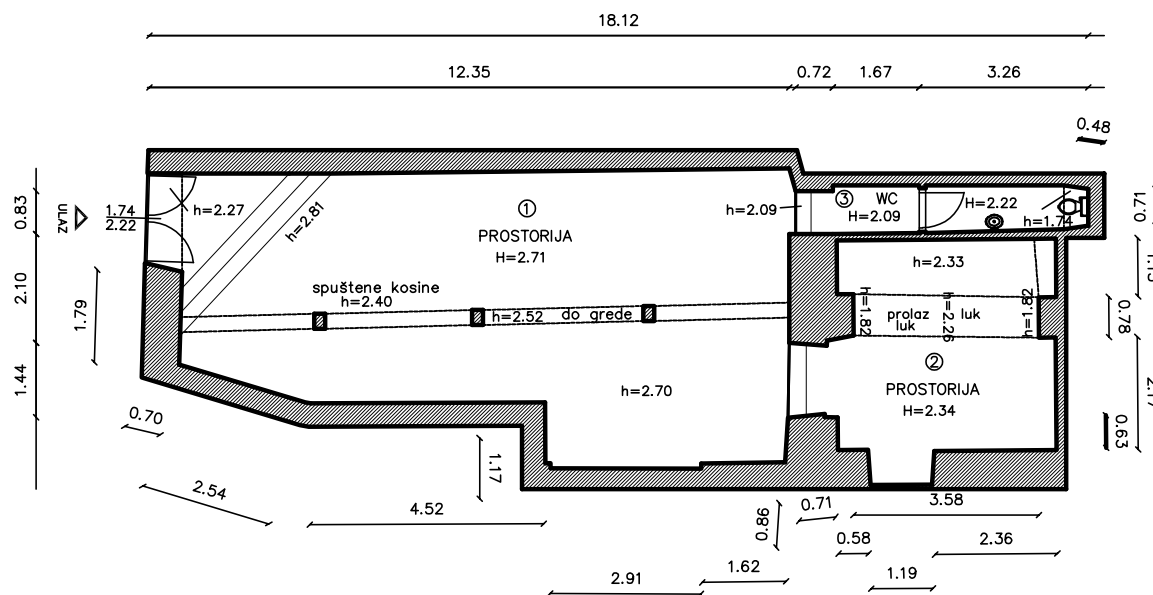 18.12
12.35 0.72 1.67 3.26
0.48
0.83
2.10
1.44
ULAZ
1.74
2.22
1.79
h=2.27
h=2.81
①
PROSTORIJA
H=2.71
spuštene kosine
h=2.40
h=2.52 do grede
h=2.70
h=2.09
③ WC
H=2.09
H=2.22
h=1.74
0.71
h=2.33
h=1.82
prolaz
luk
h=2.26
luk
h=1.82
0.78
②
PROSTORIJA
H=2.34
0.63
0.70
2.54
1.17
4.52
0.86
0.71
3.58
0.58
2.36
2.91
1.62
1.19